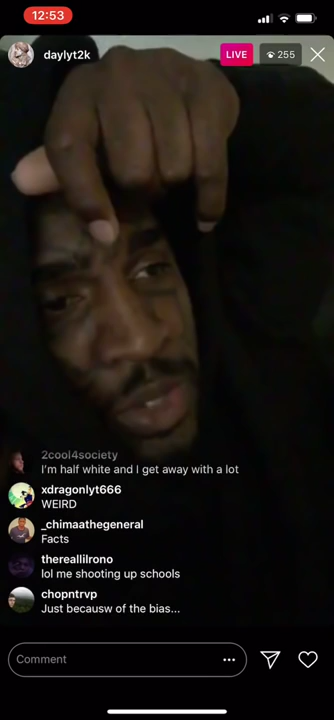 12:53
daylyt2k
LIVE
255
2cool4society
I'm half white and I get away with a lot
xdragonlyt666
WEIRD
_chimaathegeneral
Facts
thereallilrono
lol me shooting up schools
chopntrvp
Just becausw of the bias...
Comment